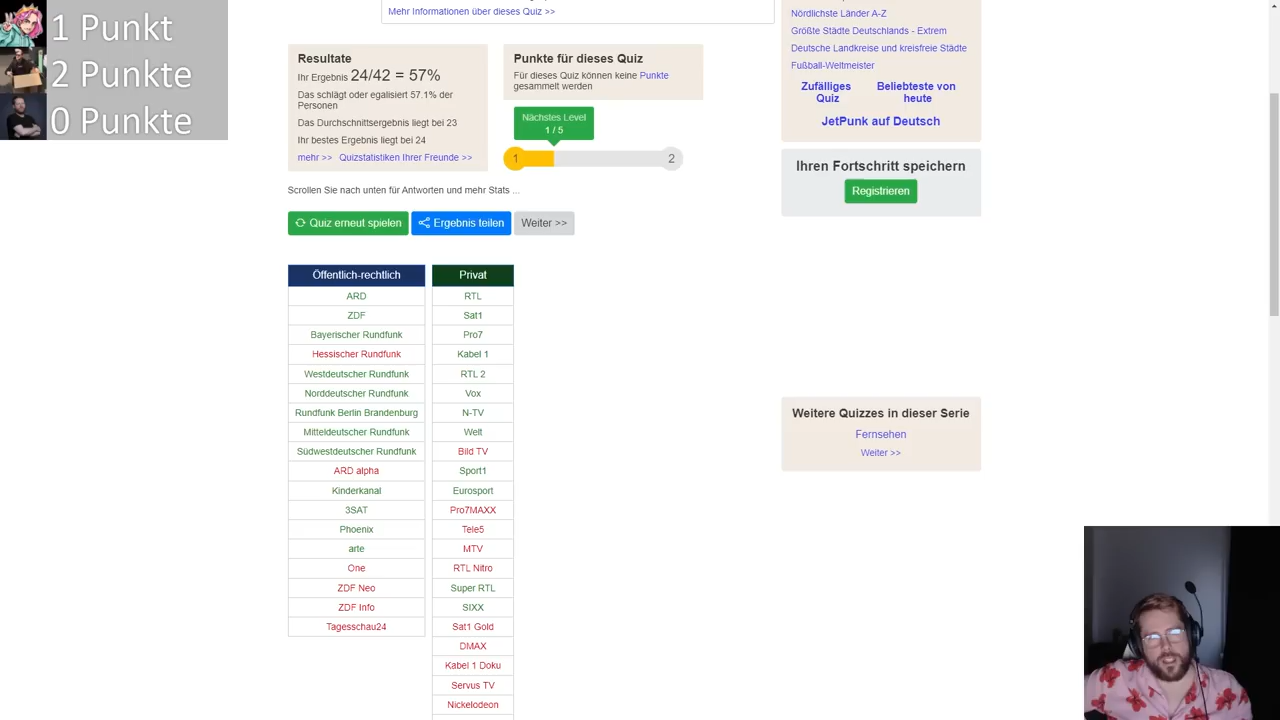 1 Punkt
2 Punkte
0 Punkte
Mehr Informationen über dieses Quiz >>
Resultate
Ihr Ergebnis 24/42 = 57%
Das schlägt oder egalisiert 57.1% der
Personen
Das Durchschnittsergebnis liegt bei 23
Ihr bestes Ergebnis liegt bei 24
mehr >> Quizstatistiken Ihrer Freunde >>
Punkte für dieses Quiz
Für dieses Quiz können keine Punkte
gesammelt werden
Nächstes Level
1 / 5
1
2
Scrollen Sie nach unten für Antworten und mehr Stats ...
Quiz erneut spielen
Ergebnis teilen
Weiter >>
Öffentlich-rechtlich
ARD
ZDF
Bayerischer Rundfunk
Hessischer Rundfunk
Westdeutscher Rundfunk
Norddeutscher Rundfunk
Rundfunk Berlin Brandenburg
Mitteldeutscher Rundfunk
Südwestdeutscher Rundfunk
ARD alpha
Kinderkanal
3SAT
Phoenix
arte
One
ZDF Neo
ZDF Info
Tagesschau24
Privat
RTL
Sat1
Pro7
Kabel 1
RTL 2
Vox
N-TV
Welt
Bild TV
Sport1
Eurosport
Pro7MAXX
Tele5
MTV
RTL Nitro
Super RTL
SIXX
Sat1 Gold
DMAX
Kabel 1 Doku
Servus TV
Nickelodeon
Nördlichste Länder A-Z
Größte Städte Deutschlands - Extrem
Deutsche Landkreise und kreisfreie Städte
Fußball-Weltmeister
Zufälliges
Quiz
Beliebteste von
heute
JetPunk auf Deutsch
Ihren Fortschritt speichern
Registrieren
Weitere Quizzes in dieser Serie
Fernsehen
Weiter >>